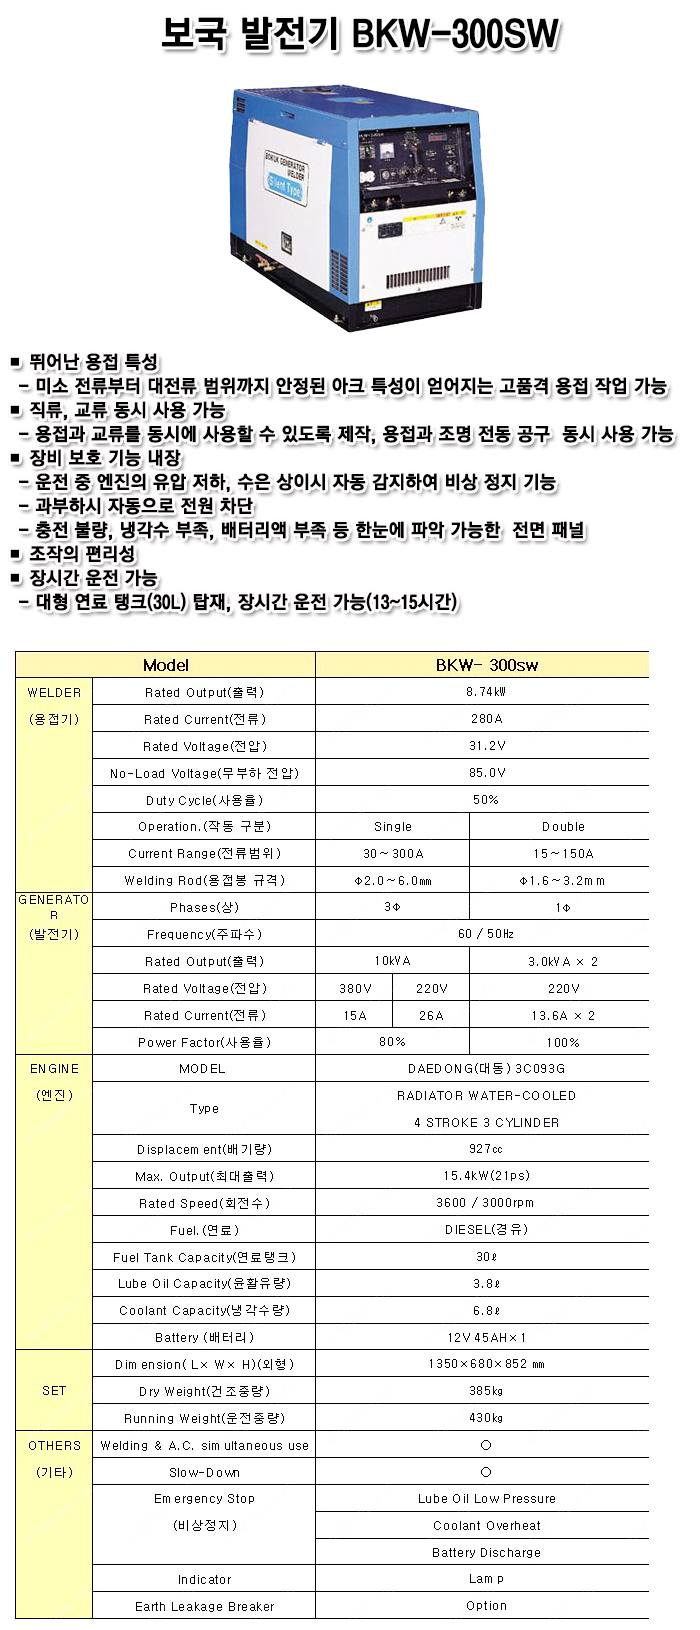 보국 발전기 BKW-300SW
BOKUK GENERATOR
WELDER
Silent Type
■ 뛰어난 용접 특성
- 미소 전류부터 대전류 범위까지 안정된 아크 특성이 얻어지는 고품격 용접 작업 가능
■ 직류, 교류 동시 사용 가능
- 용접과 교류를 동시에 사용할 수 있도록 제작, 용접과 조명 전동 공구 동시 사용 가능
■ 장비 보호 기능 내장
- 운전 중 엔진의 유압 저하, 수온 상이시 자동 감지하여 비상 정지 기능
- 과부하시 자동으로 전원 차단
- 충전 불량, 냉각수 부족, 배터리액 부족 등 한눈에 파악 가능한 전면 패널
■ 조작의 편리성
■ 장시간 운전 가능
- 대형 연료 탱크(30L) 탑재, 장시간 운전 가능(13~15시간)
Model BKW- 300sw
WELDER (용접기)
Rated Output(출력) 8.74㎾
Rated Current(전류) 280A
Rated Voltage(전압) 31.2V
No-Load Voltage(무부하 전압) 85.0V
Duty Cycle(사용율) 50%
Operation.(작동 구분) Single Double
Current Range(전류범위) 30~300A 15~150A
Welding Rod(용접봉 규격) Φ2.0~6.0㎜ Φ1.6~3.2mm
GENERATOR (발전기)
Phases(상) 3Φ 1Φ
Frequency(주파수) 60 / 50㎐
Rated Output(출력) 10㎸A 3.0㎸A × 2
Rated Voltage(전압) 380V 220V 220V
Rated Current(전류) 15A 26A 13.6A × 2
Power Factor(사용율) 80% 100%
ENGINE (엔진)
MODEL DAEDONG(대동) 3C093G
Type RADIATOR WATER-COOLED
4 STROKE 3 CYLINDER
Displacement(배기량) 927㏄
Max. Output(최대출력) 15.4kW(21ps)
Rated Speed(회전수) 3600 / 3000rpm
Fuel.(연료) DIESEL(경유)
Fuel Tank Capacity(연료탱크) 30ℓ
Lube Oil Capacity(윤활유량) 3.8ℓ
Coolant Capacity(냉각수량) 6.8ℓ
Battery (배터리) 12V 45AH×1
SET
Dimension( L× W× H)(외형) 1350×680×852 ㎜
Dry Weight(건조중량) 385㎏
Running Weight(운전중량) 430㎏
OTHERS (기타)
Welding & A.C. simultaneous use ○
Slow-Down ○
Emergency Stop (비상정지)
Lube Oil Low Pressure
Coolant Overheat
Battery Discharge
Indicator Lamp
Earth Leakage Breaker Option